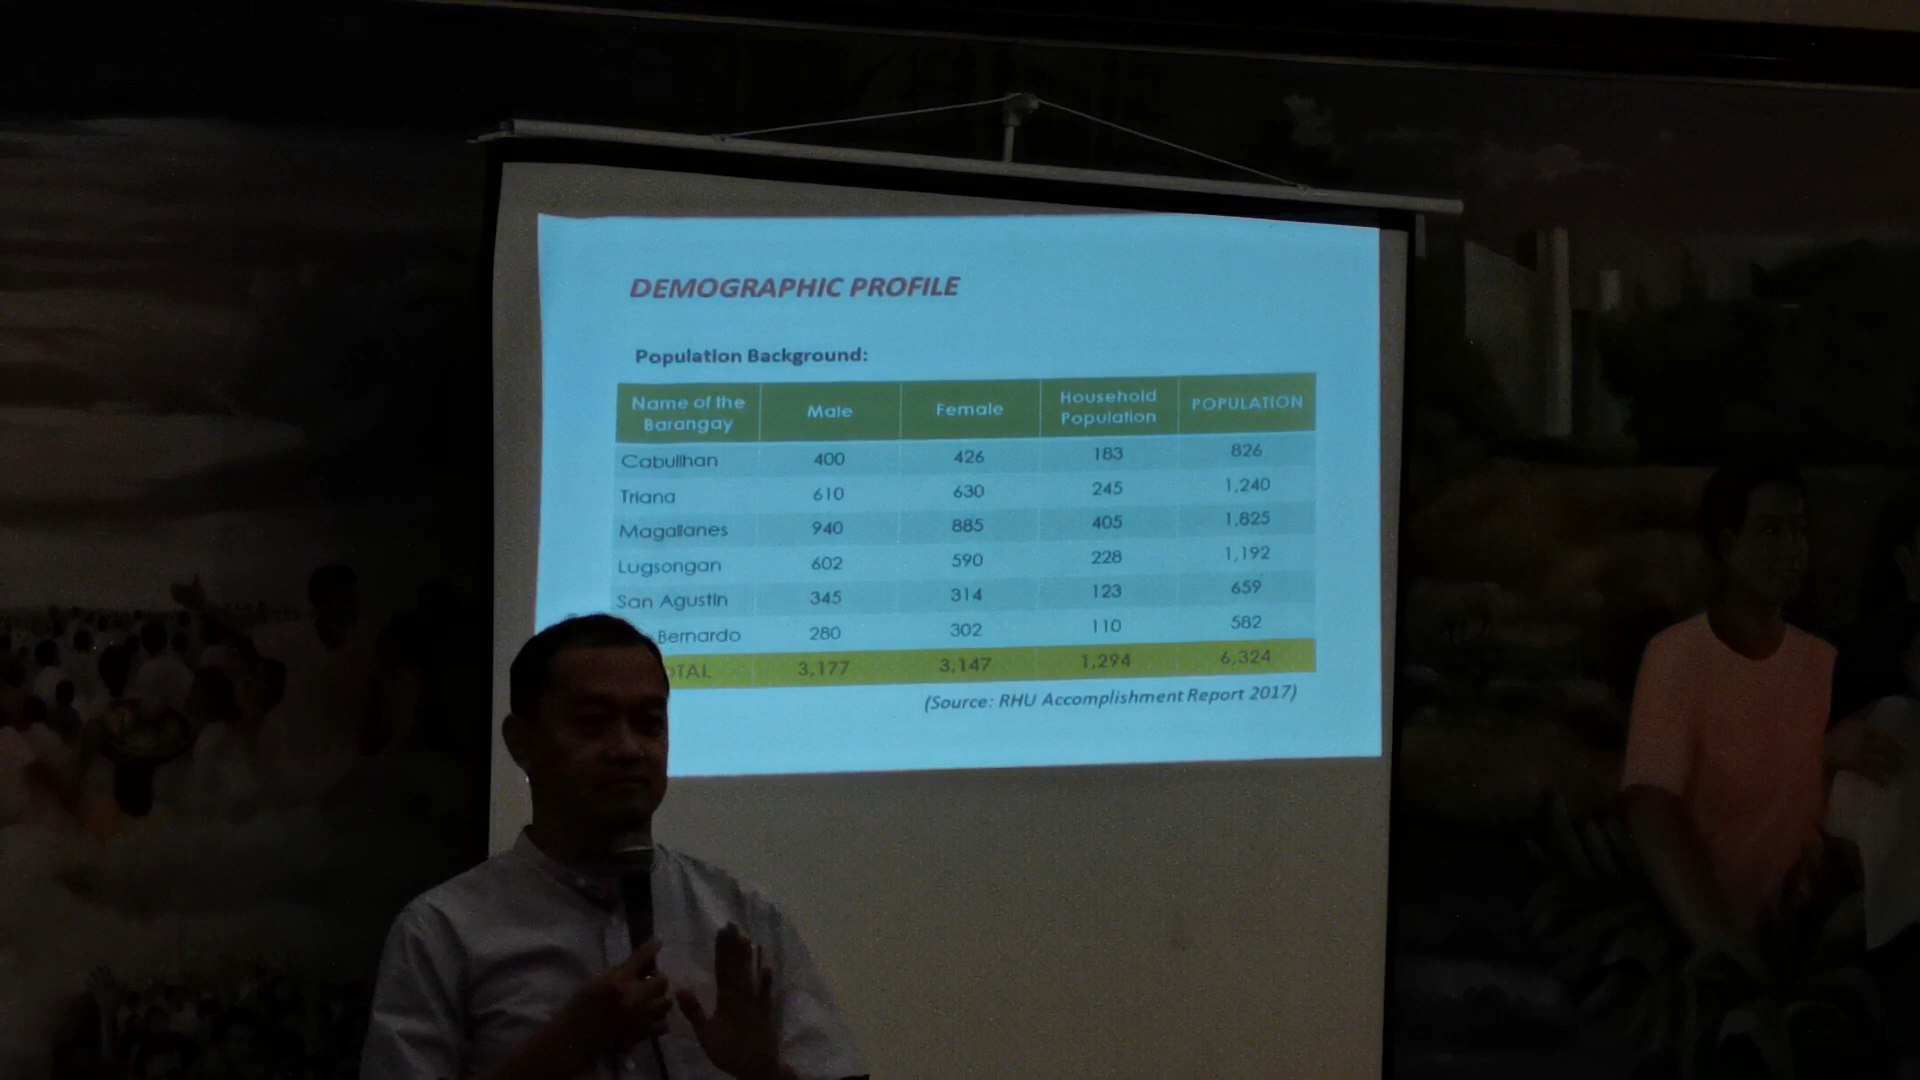 DEMOGRAPHIC PROFILE
Population Background:
Name of the Barangay Male Female Household Population POPULATION
Cabulihan 400 426 183 826
Triana 610 630 245 1,240
Magallanes 940 885 405 1,825
Lugsongan 602 590 228 1,192
San Agustin 345 314 123 659
Bernardo 280 302 110 582
OTAL 3,177 3,147 1,294 6,324
(Source: RHU Accomplishment Report 2017)